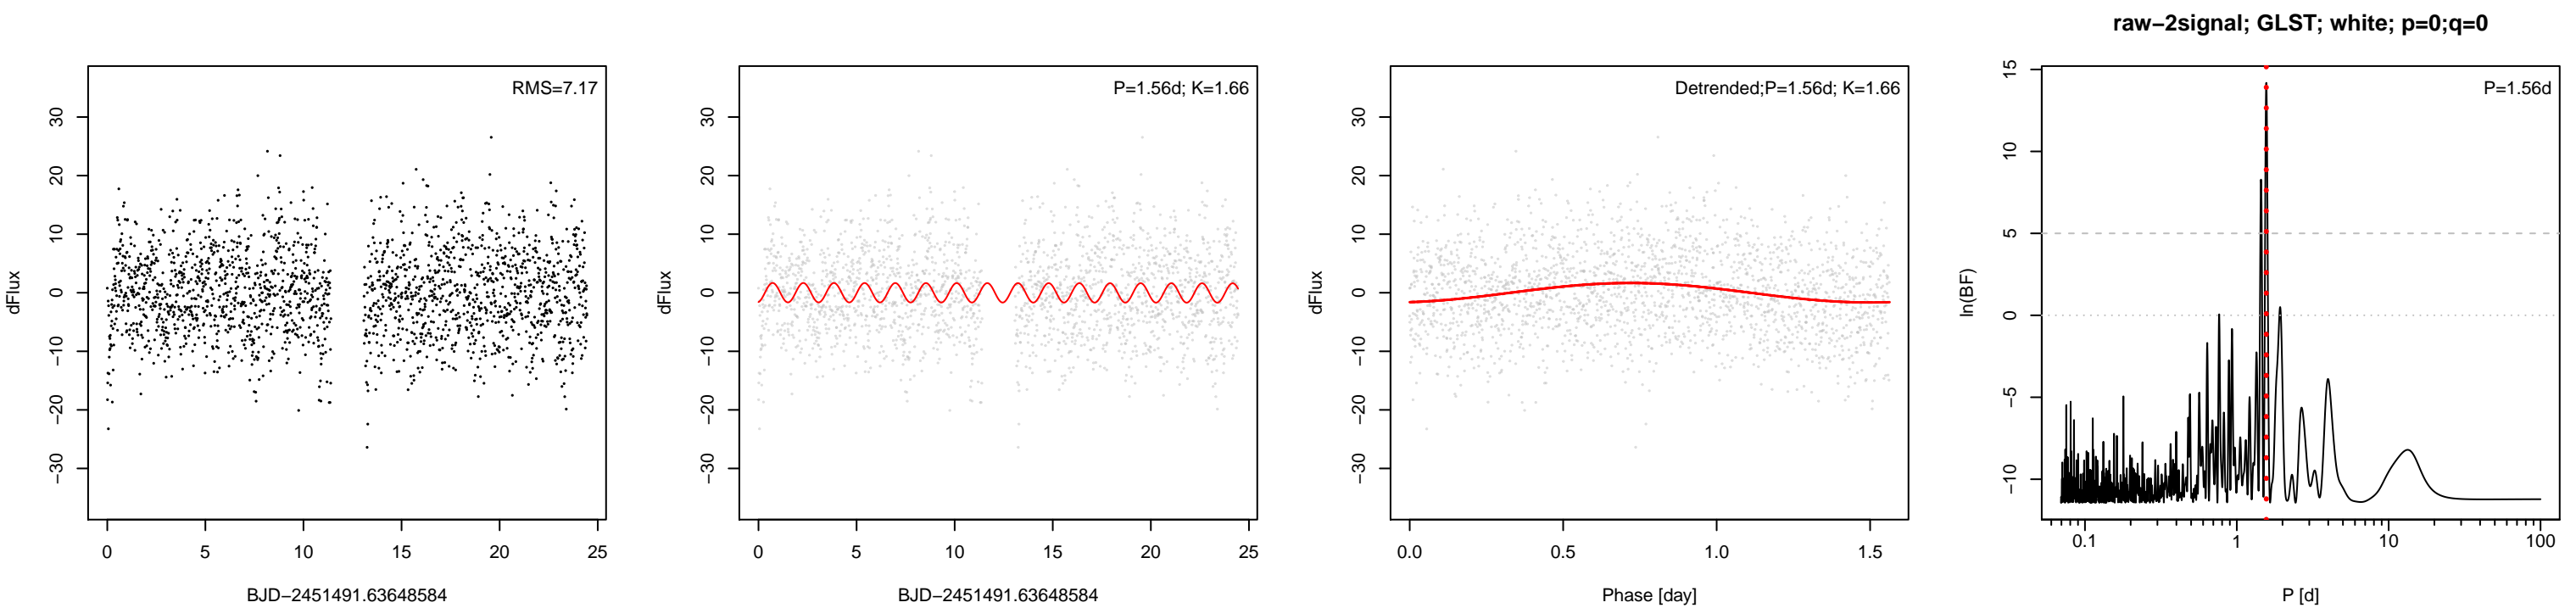 raw−2signal; GLST; white; p=0;q=0
RMS=7.17
dFlux
30
20
10
0
−10
−20
−30
0 5 10 15 20 25
BJD−2451491.63648584
P=1.56d; K=1.66
dFlux
30
20
10
0
−10
−20
−30
0 5 10 15 20 25
BJD−2451491.63648584
Detrended;P=1.56d; K=1.66
dFlux
30
20
10
0
−10
−20
−30
0.0 0.5 1.0 1.5
Phase [day]
P=1.56d
ln(BF)
15
10
5
0
−5
−10
0.1 1 10 100
P [d]